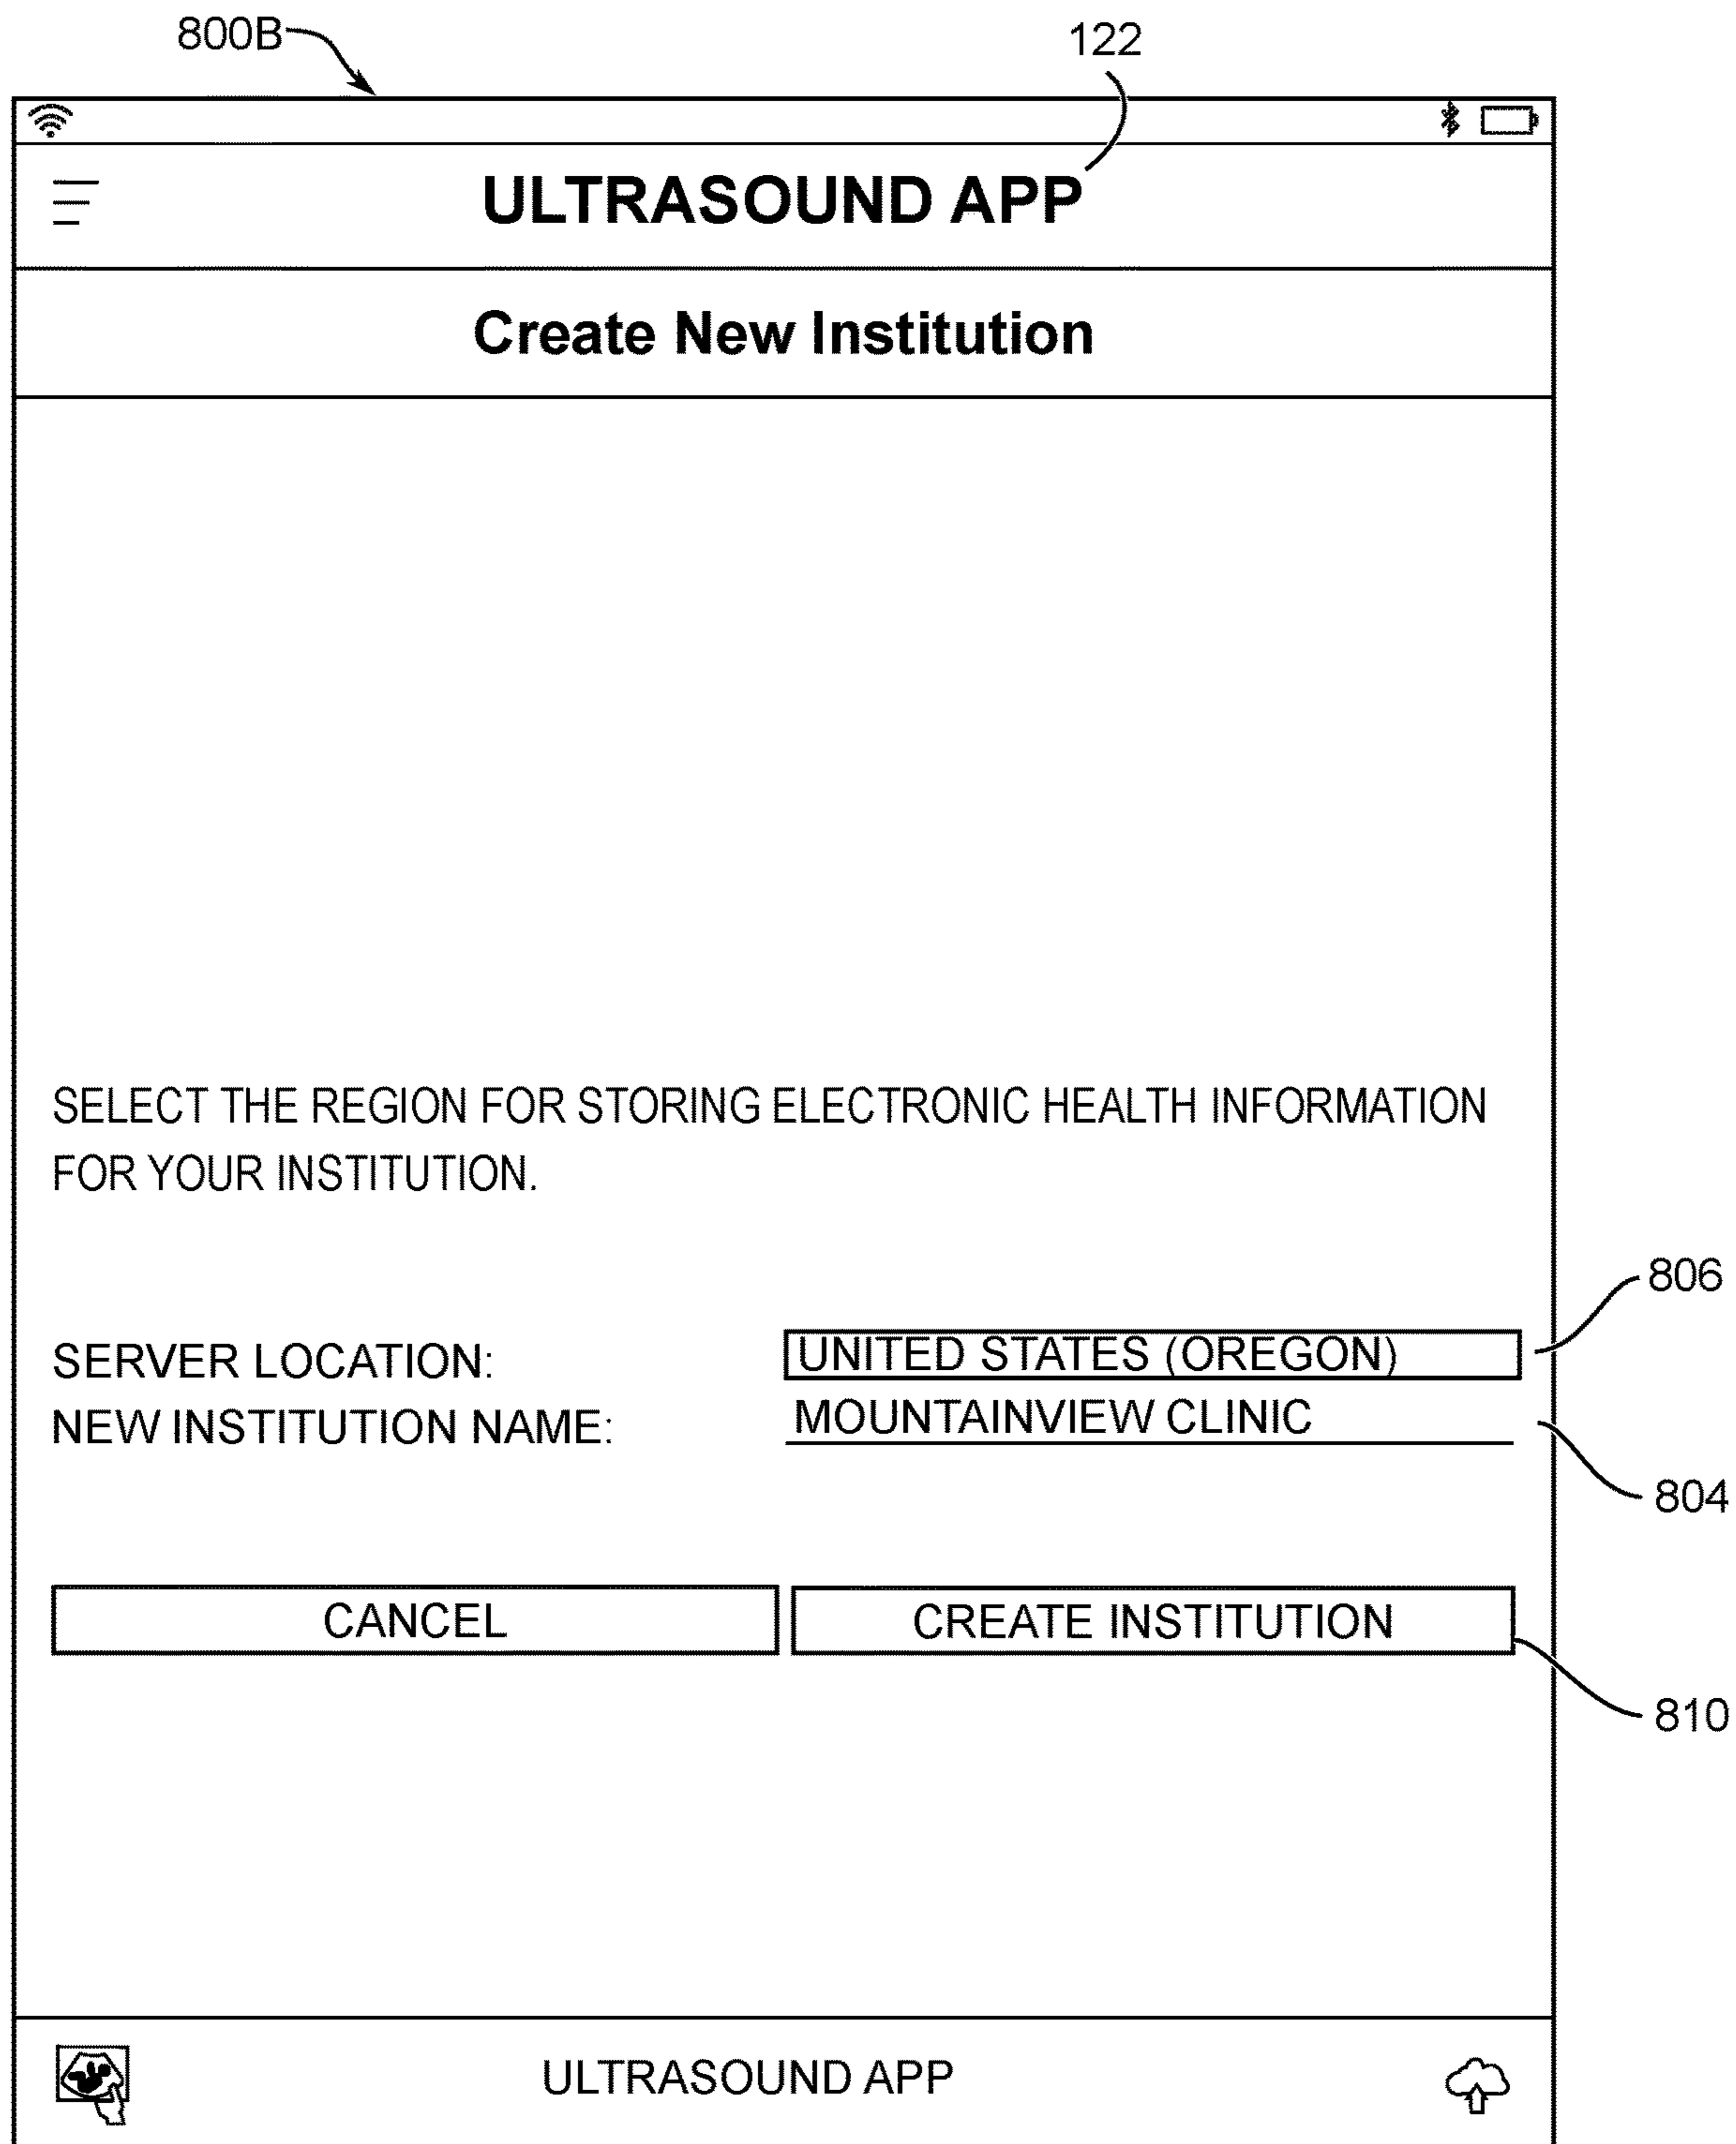 800B
122
ULTRASOUND APP
Create New Institution
SELECT THE REGION FOR STORING ELECTRONIC HEALTH INFORMATION
FOR YOUR INSTITUTION.
806
SERVER LOCATION: UNITED STATES (OREGON)
NEW INSTITUTION NAME: MOUNTAINVIEW CLINIC
804
CANCEL CREATE INSTITUTION
810
ULTRASOUND APP